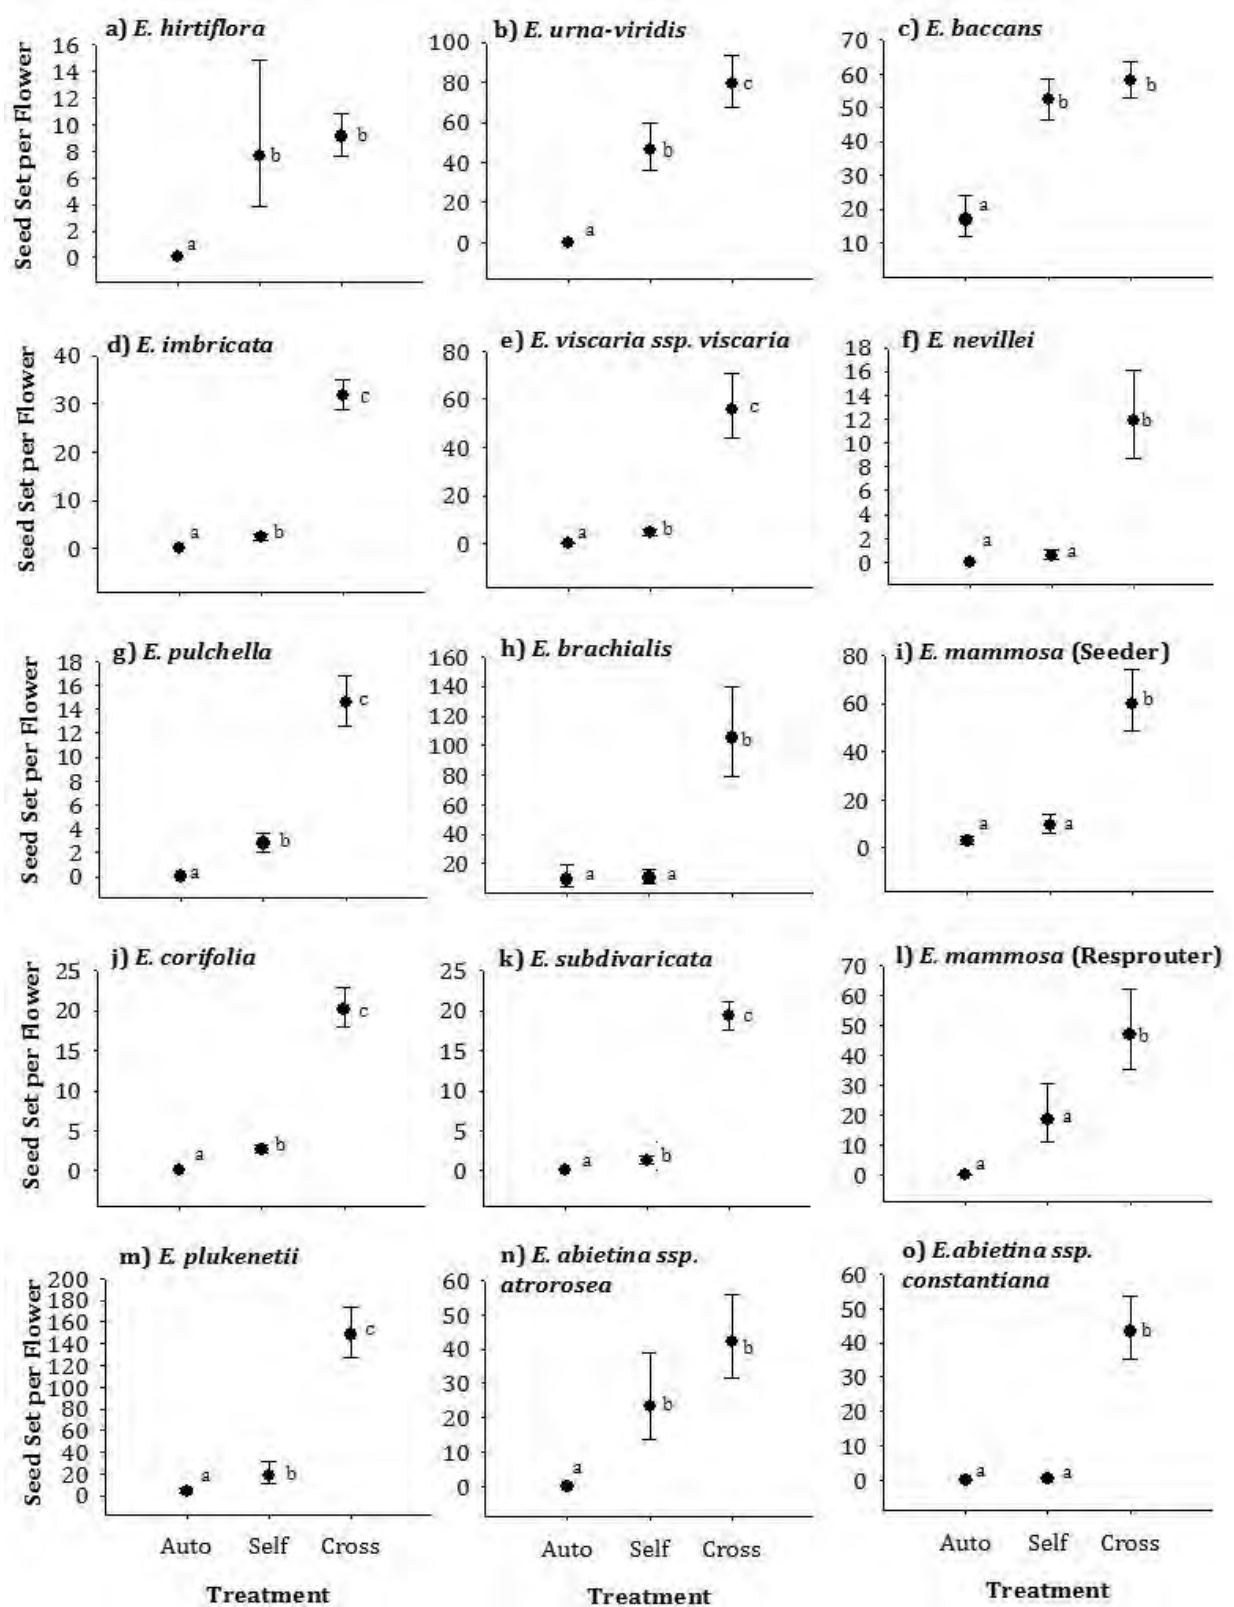 a) E. hirtiflora
b) E. urna-viridis
c) E. baccans
Seed Set per Flower
16
14
12
10
8
6
4
2
0
a
b
b
100
80
60
40
20
0
a
b
c
70
60
50
40
30
20
10
a
b
b
d) E. imbricata
e) E. viscaria ssp. viscaria
f) E. nevillei
Seed Set per Flower
40
30
20
10
0
a
b
c
80
60
40
20
0
a
b
c
18
16
14
12
10
8
6
4
2
0
a
a
b
g) E. pulchella
h) E. brachialis
i) E. mammosa (Seeder)
Seed Set per Flower
18
16
14
12
10
8
6
4
2
0
a
b
c
160
140
120
100
80
60
40
20
a
a
b
80
60
40
20
0
a
a
b
j) E. corifolia
k) E. subdivaricata
l) E. mammosa (Resprouter)
Seed Set per Flower
25
20
15
10
5
0
a
b
c
25
20
15
10
5
0
a
b
c
70
60
50
40
30
20
10
0
a
a
b
m) E. plukenetii
n) E. abietina ssp.
atrorosea
o) E.abietina ssp.
constantiana
Seed Set per Flower
200
180
160
140
120
100
80
60
40
20
0
a
b
c
60
50
40
30
20
10
0
a
b
b
60
50
40
30
20
10
0
a
a
b
Auto Self Cross
Auto Self Cross
Auto Self Cross
Treatment
Treatment
Treatment